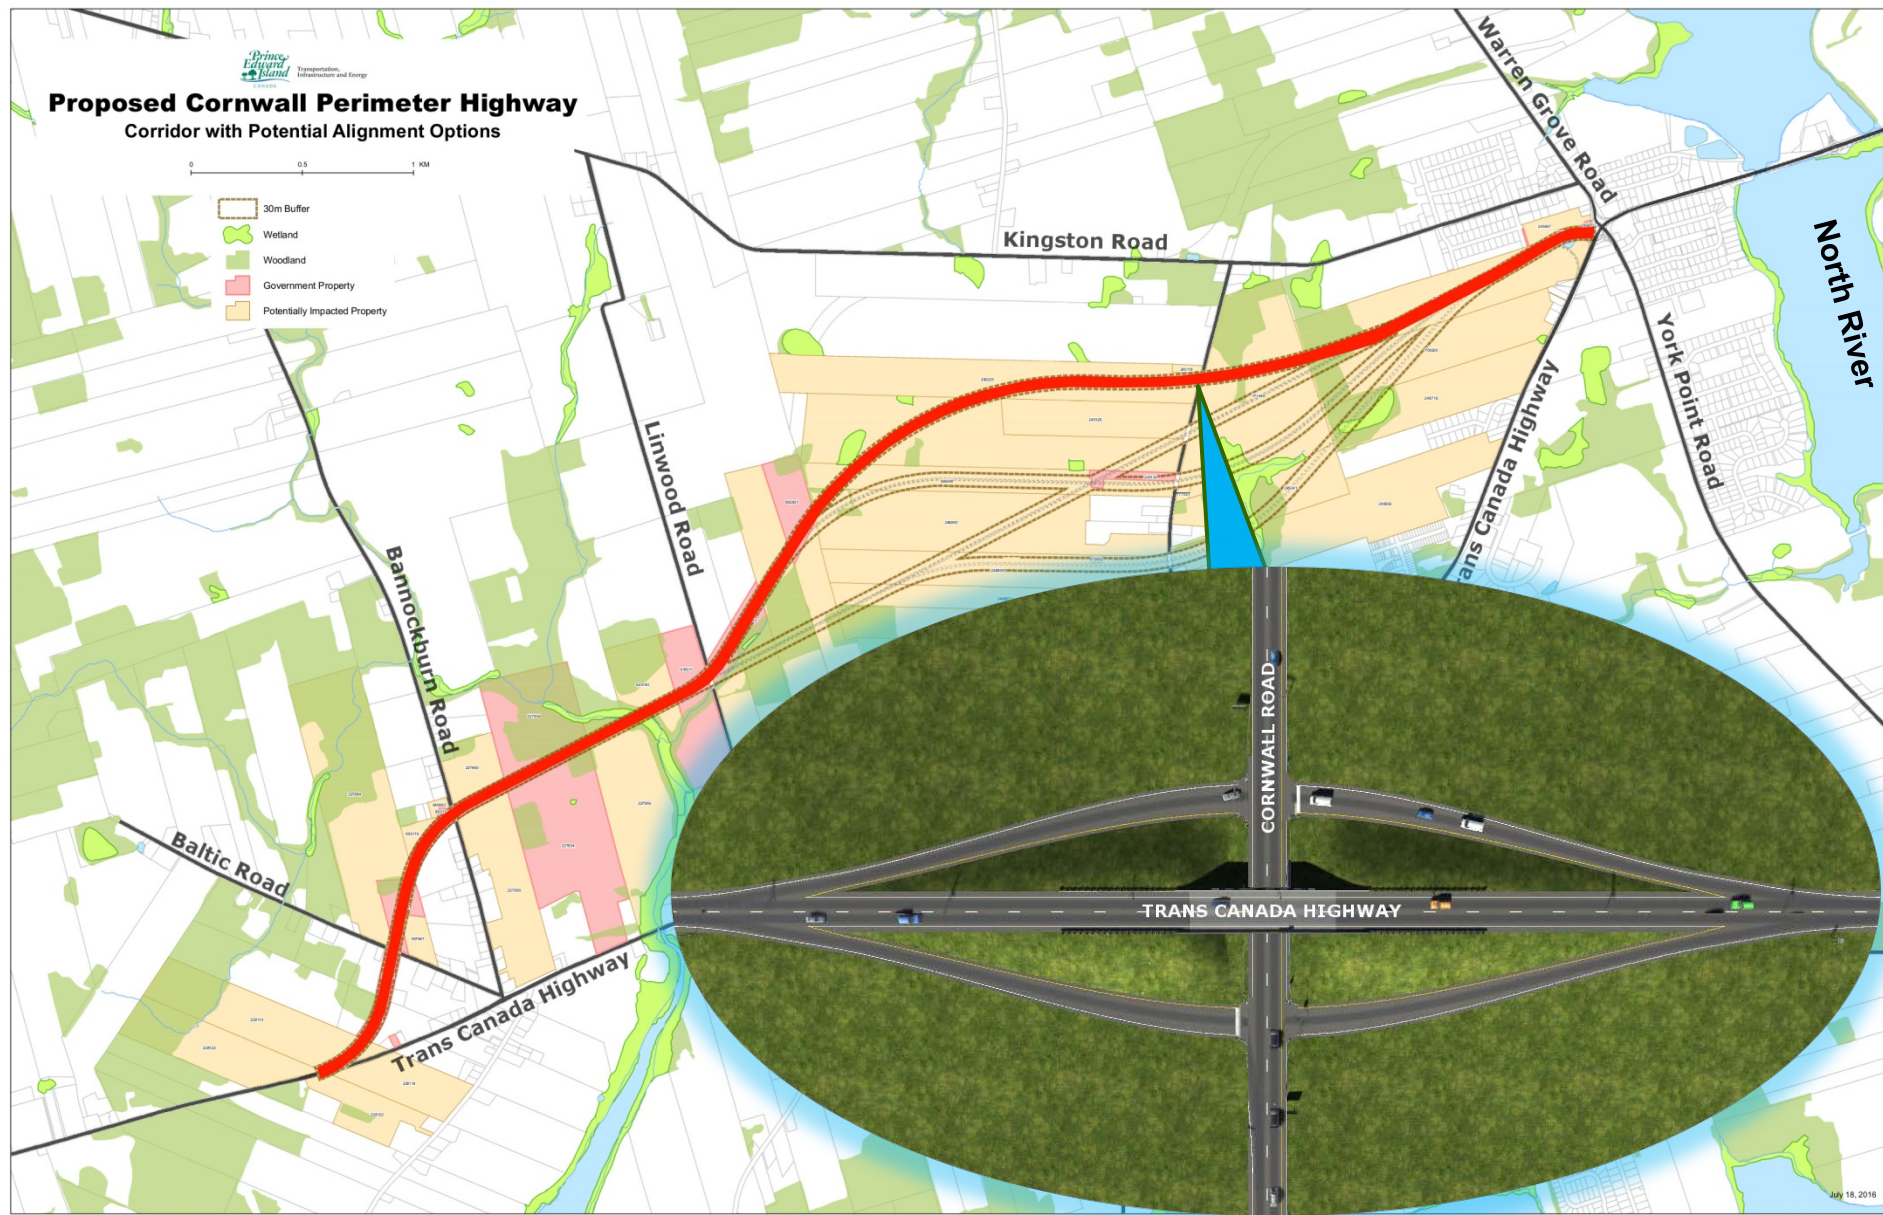 Prince
Edward
Island
CANADA
Transportation,
Infrastructure and Energy
Proposed Cornwall Perimeter Highway
Corridor with Potential Alignment Options
0 0.5 1 KM
30m Buffer
Wetland
Woodland
Government Property
Potentially Impacted Property
Warren Grove Road
Kingston Road
North River
York Point Road
Trans Canada Highway
Linwood Road
Bannockburn Road
Baltic Road
Trans Canada Highway
CORNWALL ROAD
TRANS CANADA HIGHWAY
July 18, 2016